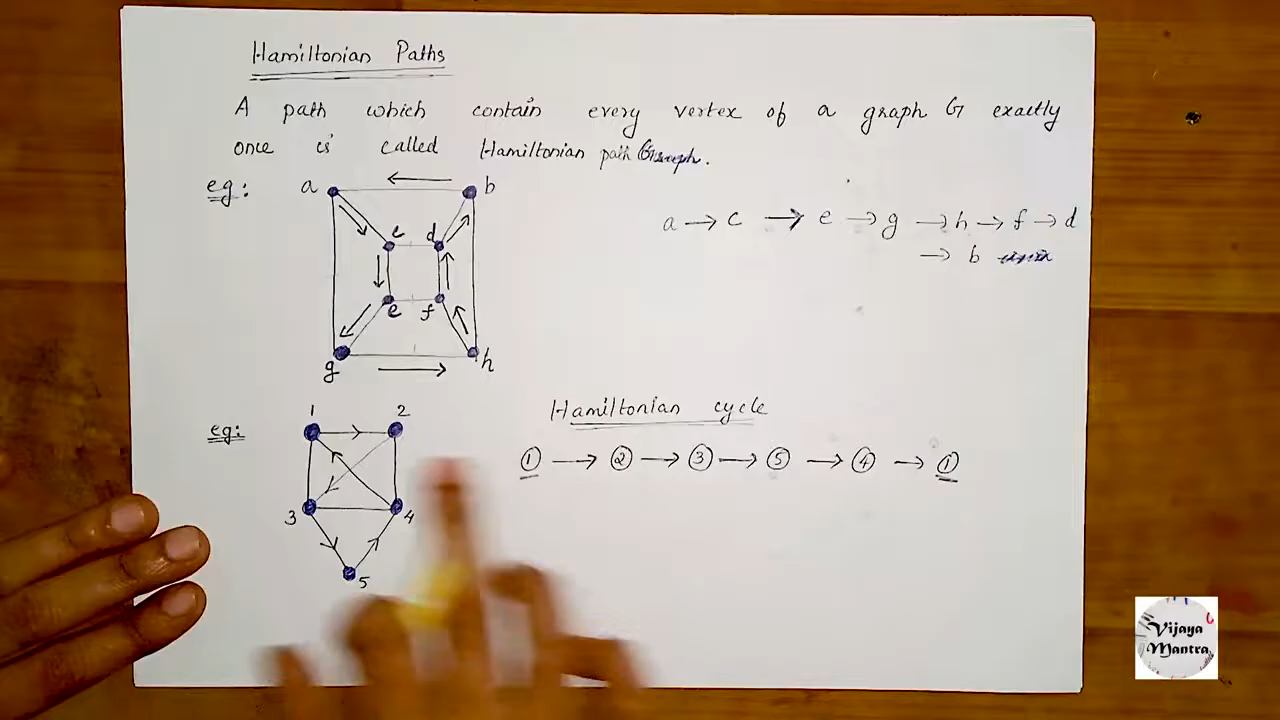 Hamiltonian Paths
A path which contain every vertex of a graph G exactly
once is called Hamiltonian path Graph.
eg:
a b
c d
e f
g h
a → c → e → g → h → f → d
→ b
eg:
1 2
3 4
5
Hamiltonian cycle
① → ② → ③ → ⑤ → ④ → ①
Vijaya
Mantra